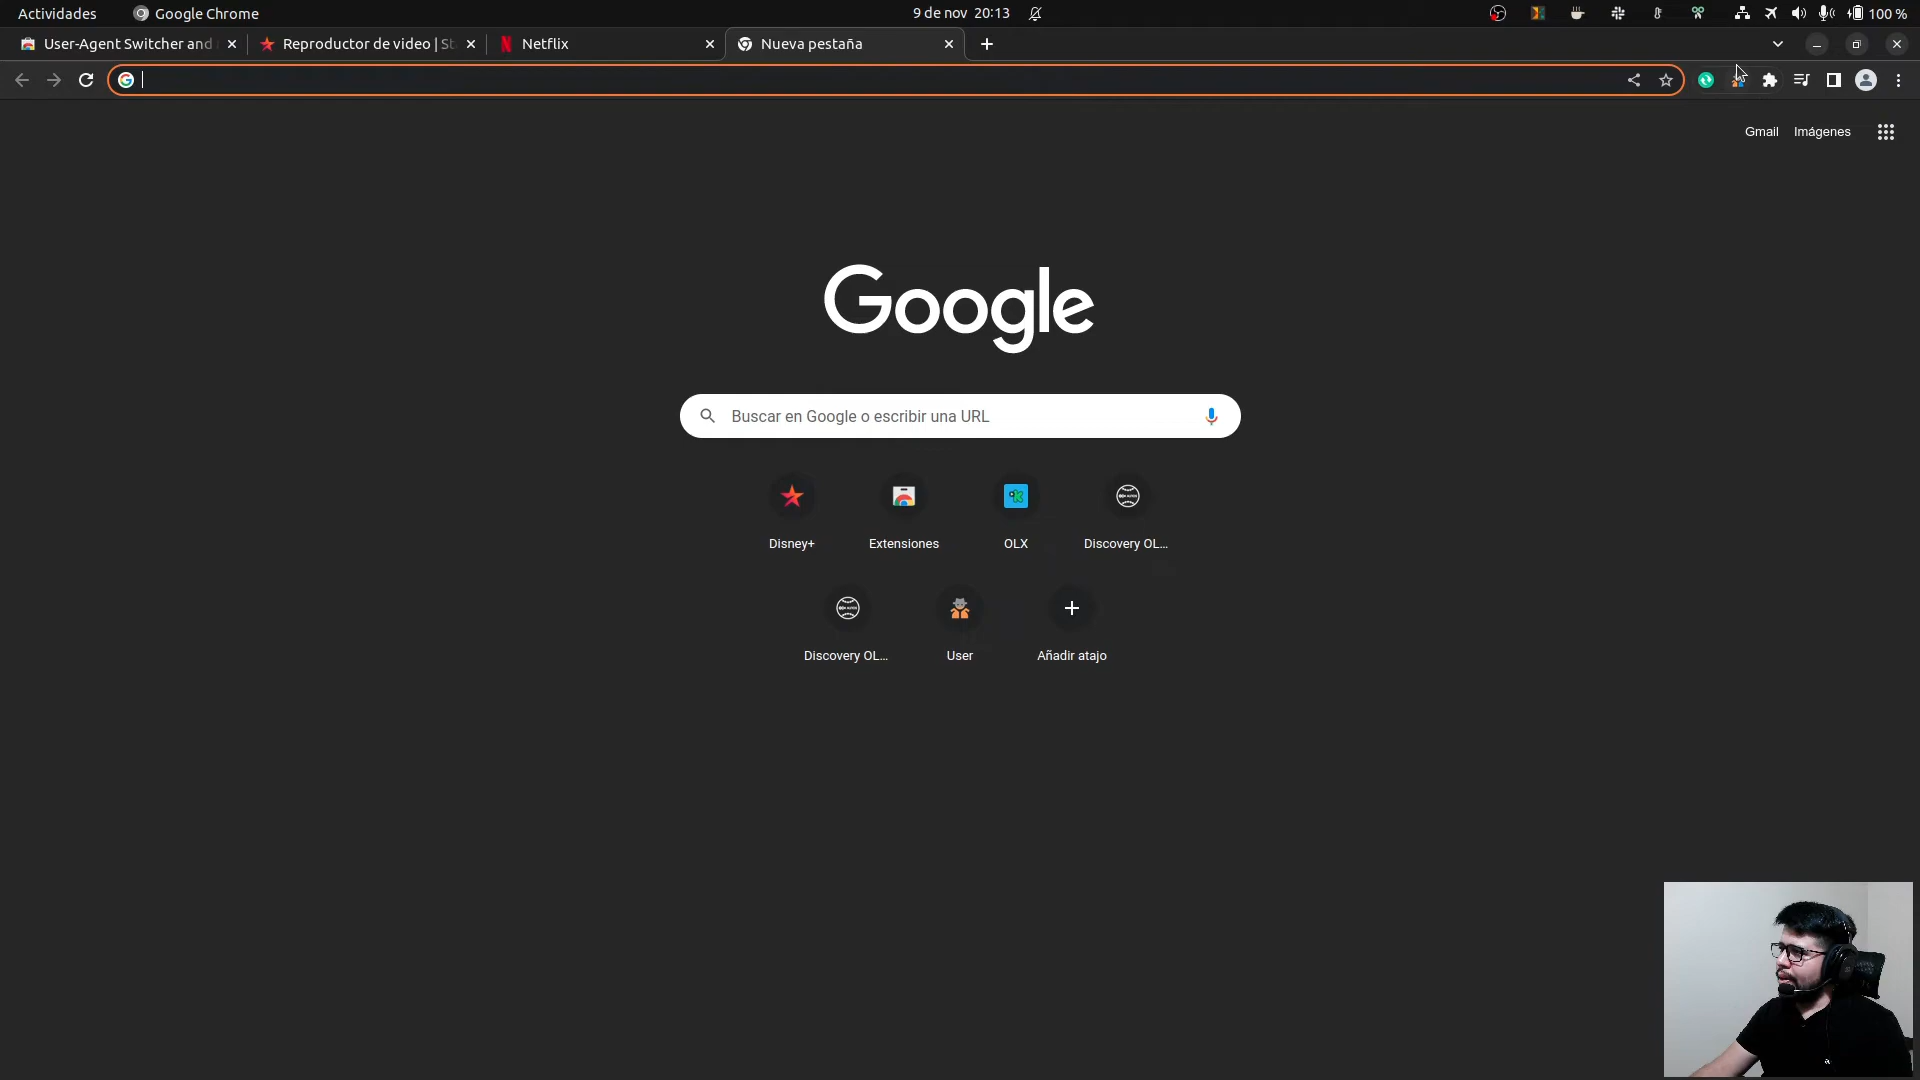 Actividades
Google Chrome
9 de nov 20:13
100 %
User-Agent Switcher and
Reproductor de video | St
Netflix
Nueva pestaña
Gmail
Imágenes
Google
Buscar en Google o escribir una URL
Disney+
Extensiones
OLX
Discovery OL...
Discovery OL...
User
Añadir atajo